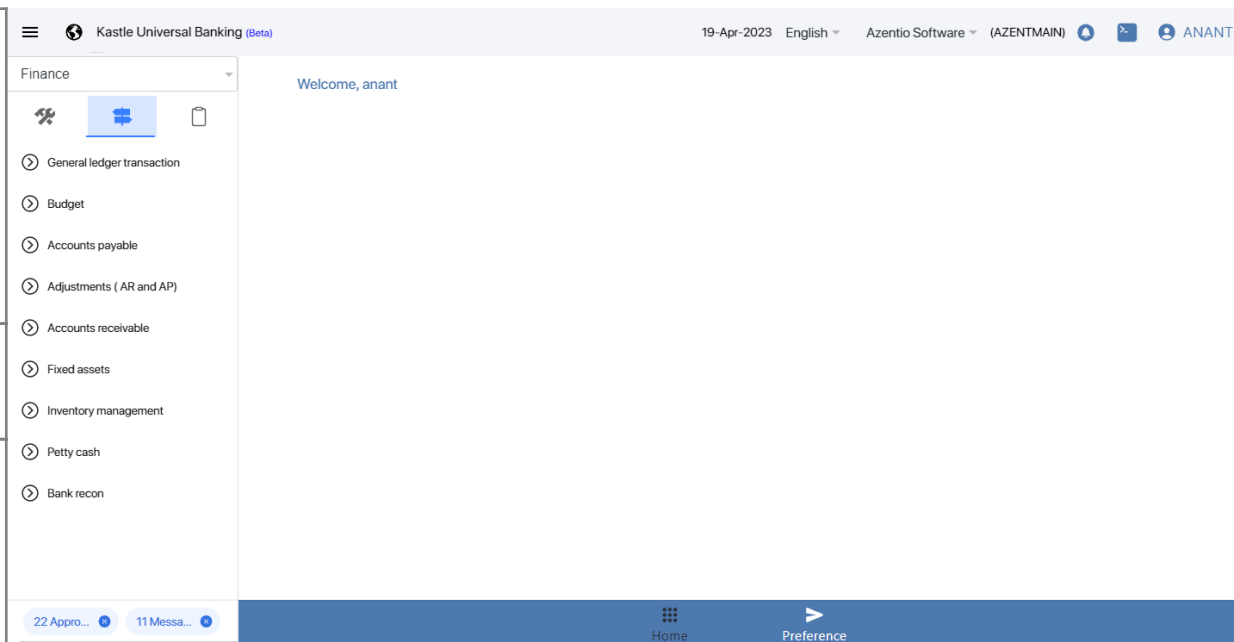 Kastle Universal Banking (Beta)
19-Apr-2023 English Azentio Software (AZENTMAIN) ANANT
Finance
Welcome, anant
General ledger transaction
Budget
Accounts payable
Adjustments ( AR and AP)
Accounts receivable
Fixed assets
Inventory management
Petty cash
Bank recon
22 Appro... 11 Messa...
Home Preference